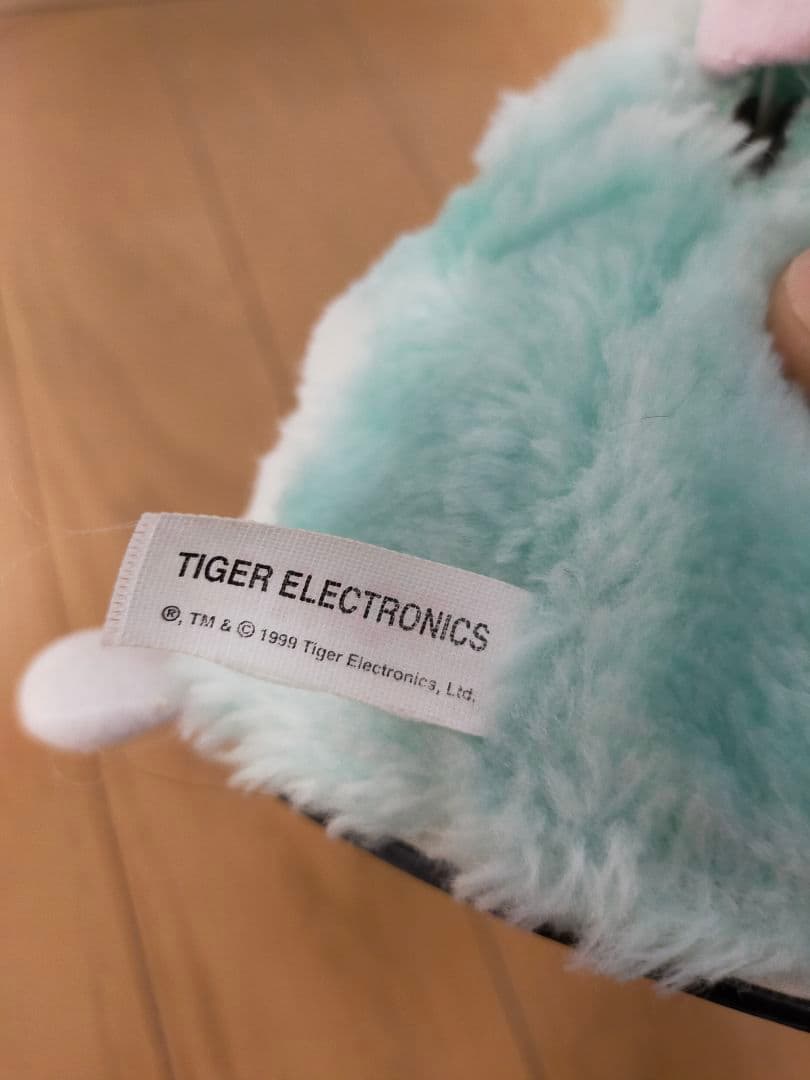 TIGER ELECTRONICS
®, TM & © 1999 Tiger Electronics, Ltd.